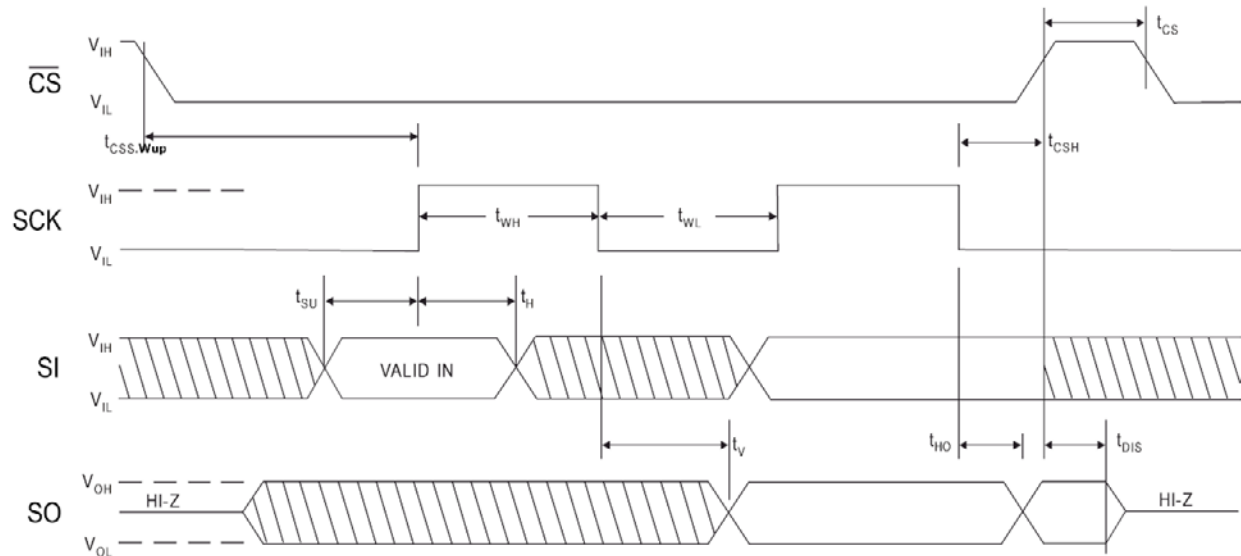 V_IH
t_CS
CS
V_IL
t_CSS.Wup
t_CSH
V_IH
SCK
t_WH
t_WL
V_IL
t_SU
t_H
V_IH
SI
VALID IN
V_IL
t_V
t_HO
t_DIS
V_OH
HI-Z
HI-Z
SO
V_OL